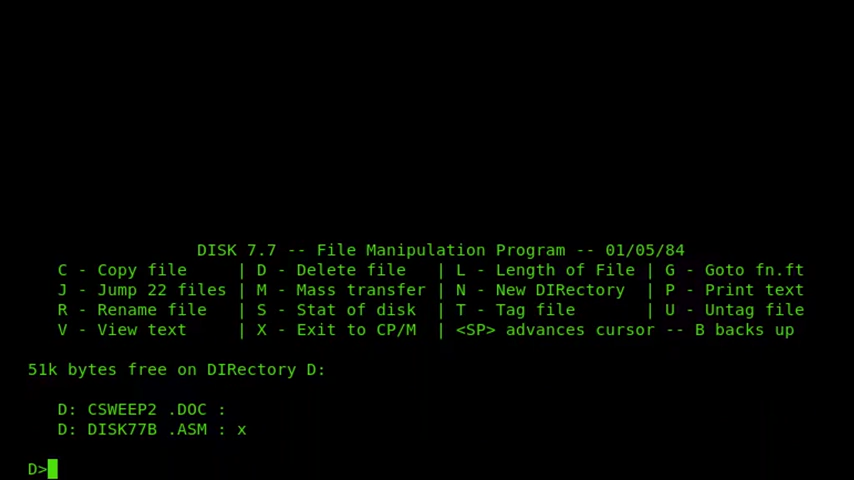 DISK 7.7 -- File Manipulation Program -- 01/05/84
C - Copy file | D - Delete file | L - Length of File | G - Goto fn.ft
J - Jump 22 files | M - Mass transfer | N - New DIRectory | P - Print text
R - Rename file | S - Stat of disk | T - Tag file | U - Untag file
V - View text | X - Exit to CP/M | <SP> advances cursor -- B backs up
51k bytes free on DIRectory D:
D: CSWEEP2 .DOC :
D: DISK77B .ASM : x
D>